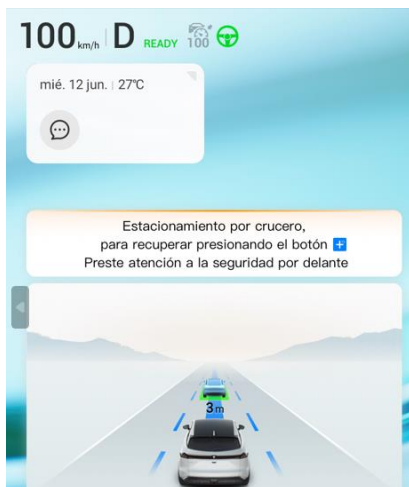 100 km/h D READY 100
mié. 12 jun. 27℃
Estacionamiento por crucero,
para recuperar presionando el botón +
Preste atención a la seguridad por delante
3 m